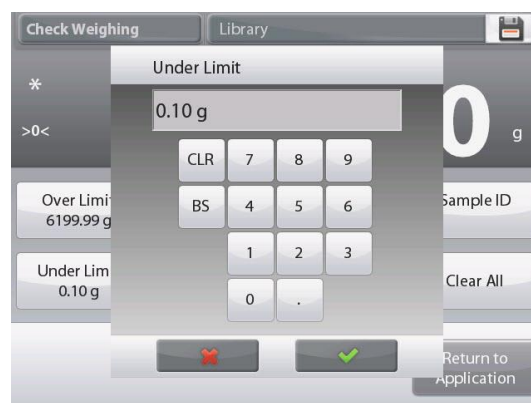 Check Weighing
Library
Under Limit
*
0.10 g
>0<
0
g
CLR 7 8 9
Over Limi
6199.99 g
BS 4 5 6
Sample ID
1 2 3
Under Lim
0.10 g
0 .
Clear All
Return to
Application